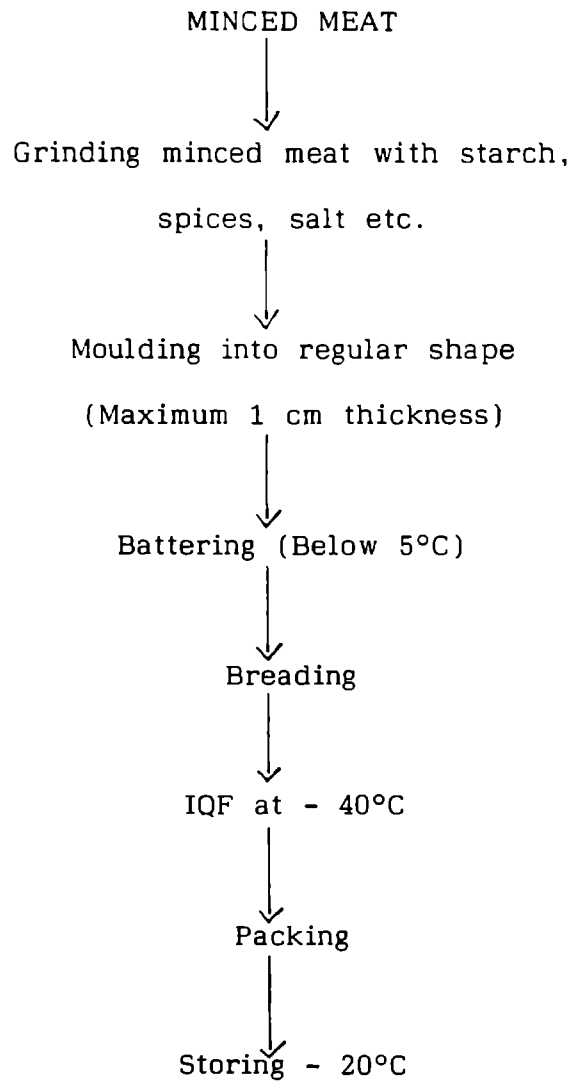 MINCED MEAT
Grinding minced meat with starch,
spices, salt etc.
Moulding into regular shape
(Maximum 1 cm thickness)
Battering (Below 5°C)
Breading
IQF at - 40°C
Packing
Storing - 20°C